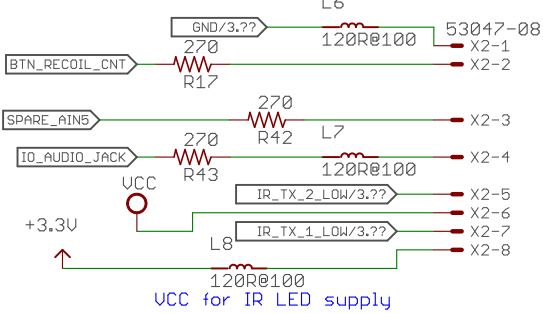 L6
GND/3.??
53047-08
120R@100
X2-1
270
BTN_RECOIL_CNT
X2-2
R17
270
SPARE_AIN5
X2-3
R42
270
L7
IO_AUDIO_JACK
X2-4
R43
120R@100
VCC
IR_TX_2_LOW/3.??
X2-5
X2-6
+3.3V
IR_TX_1_LOW/3.??
X2-7
L8
X2-8
120R@100
VCC for IR LED supply